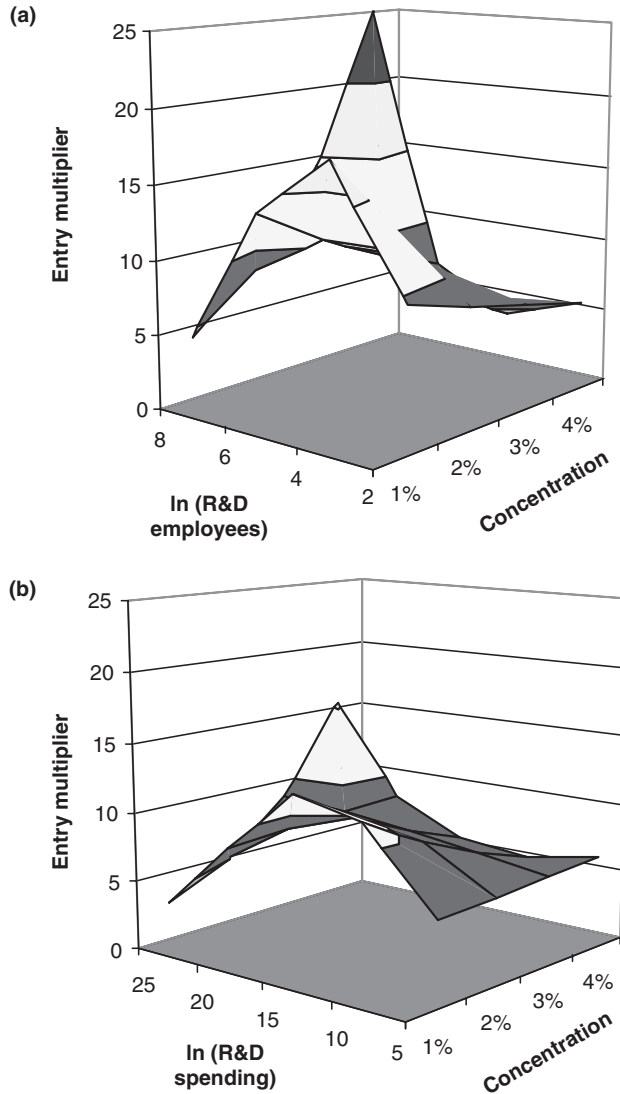 (a)
25
20
15
10
5
0
Entry multiplier
8
6
4
2
ln (R&D
employees)
1%
2%
3%
4%
Concentration
(b)
25
20
15
10
5
0
Entry multiplier
25
20
15
10
5
ln (R&D
spending)
1%
2%
3%
4%
Concentration